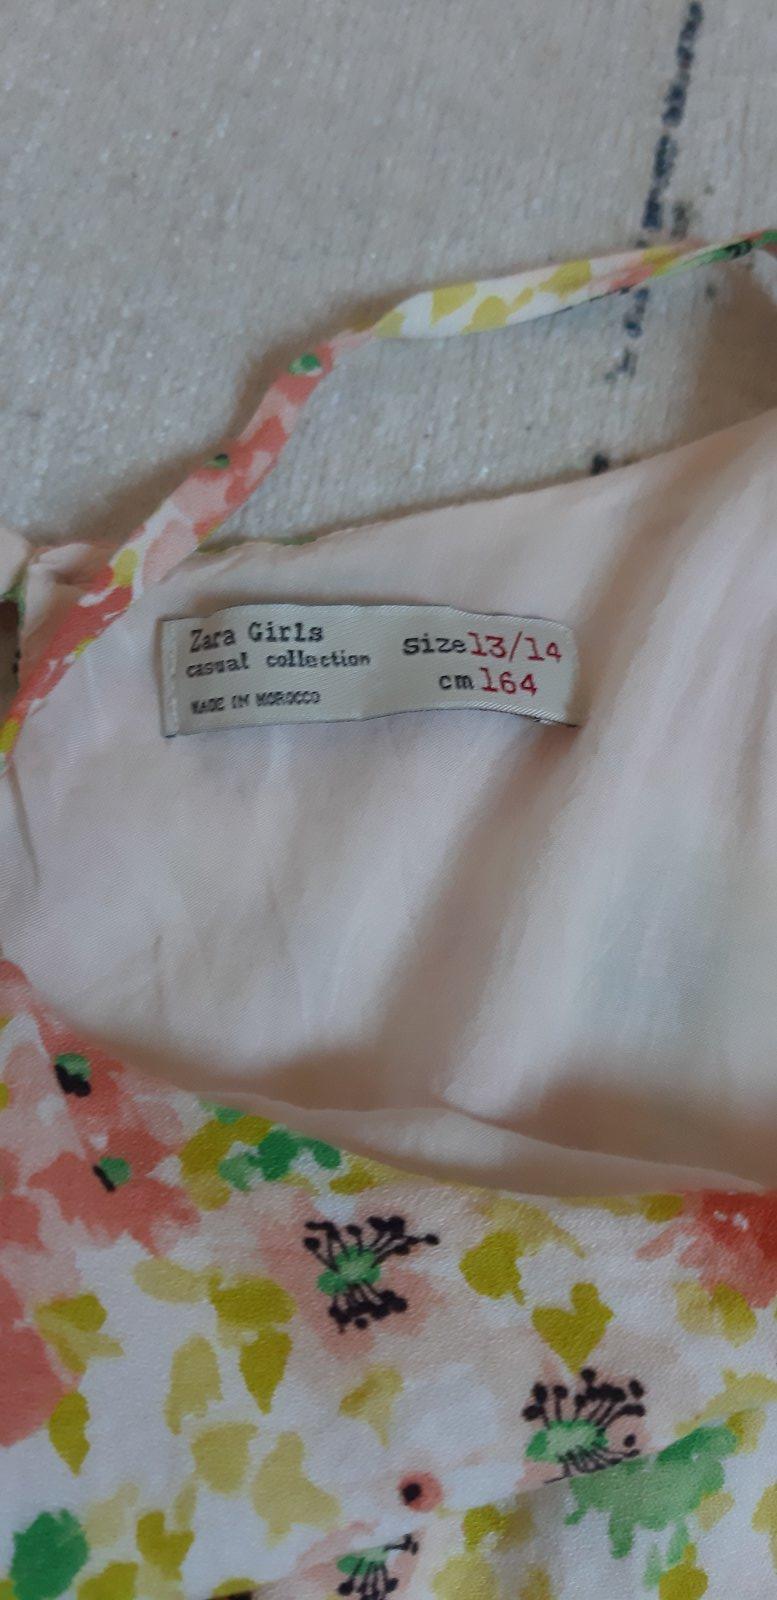 Zara Girls
casual collection
MADE IN MOROCCO
size 13/14
cm 164